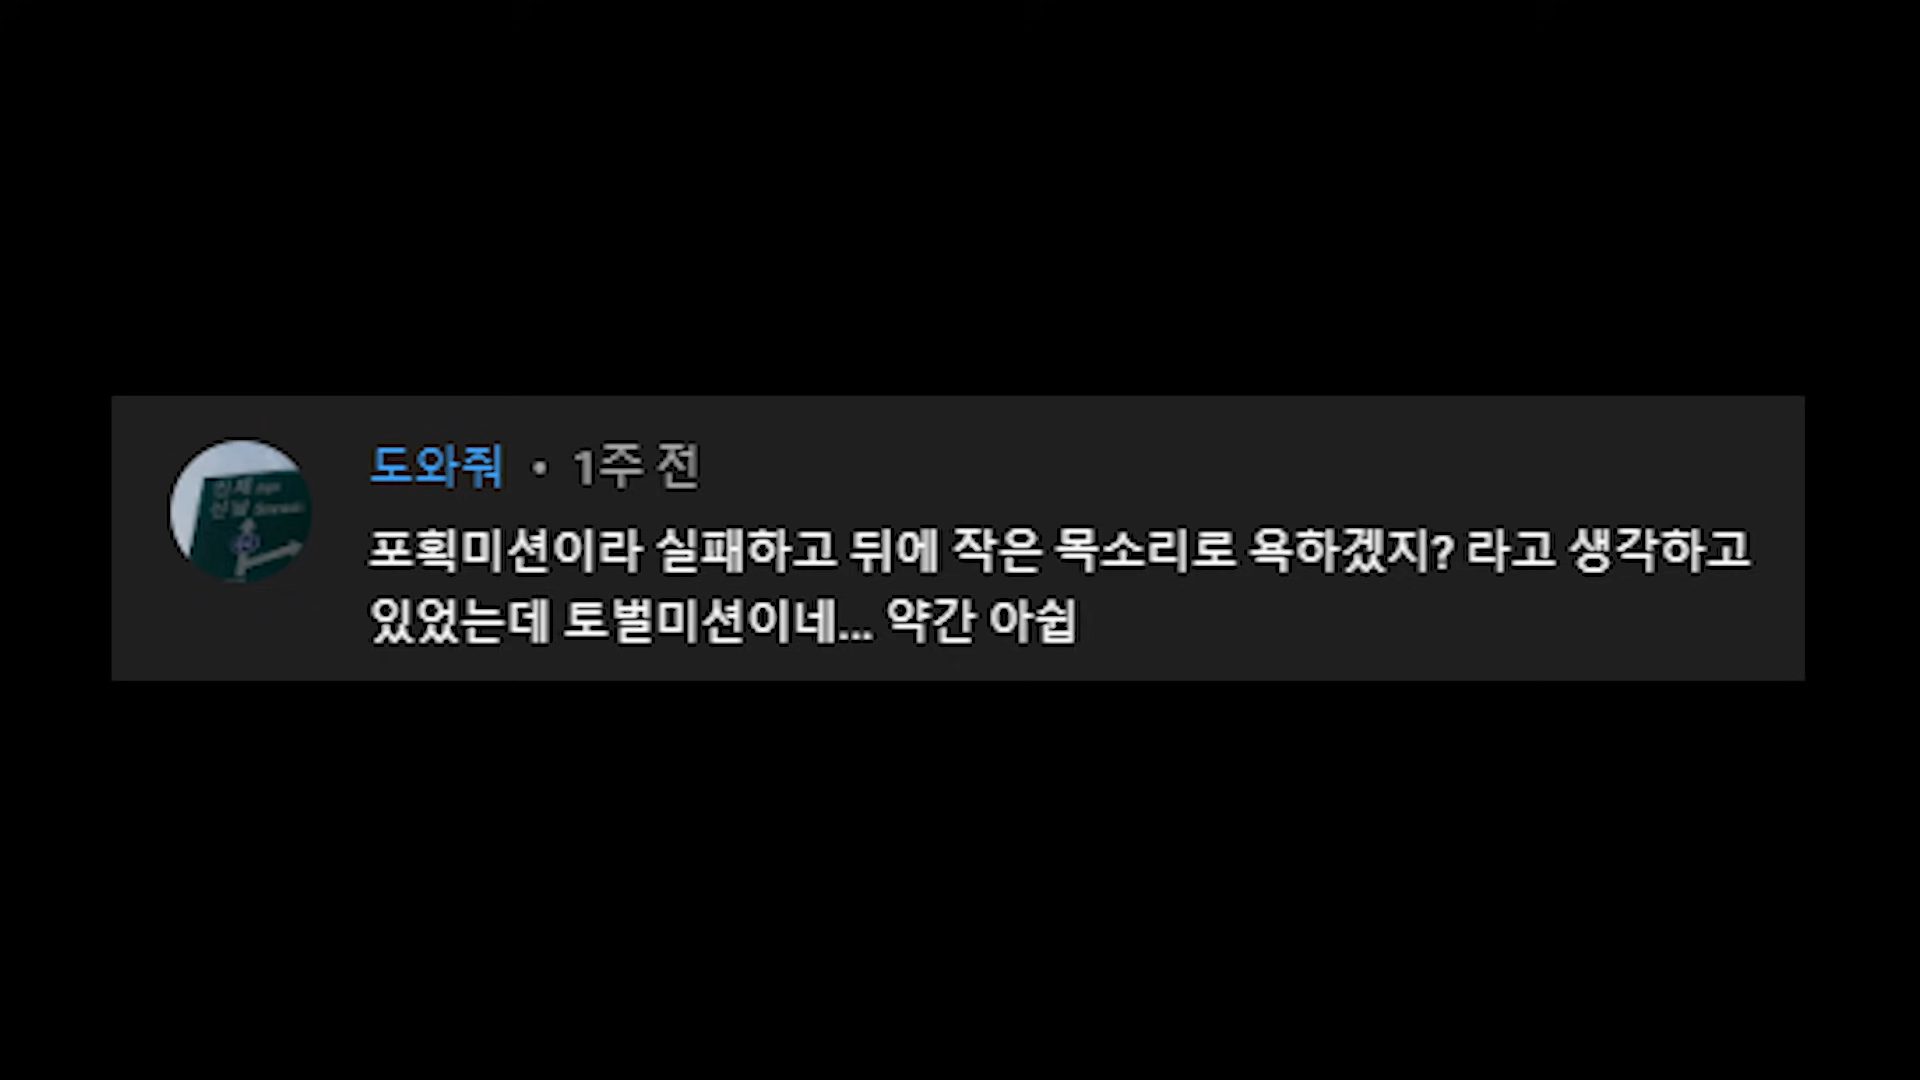 도와줘 • 1주 전
포획미션이라 실패하고 뒤에 작은 목소리로 욕하겠지? 라고 생각하고
있었는데 토벌미션이네... 약간 아쉽